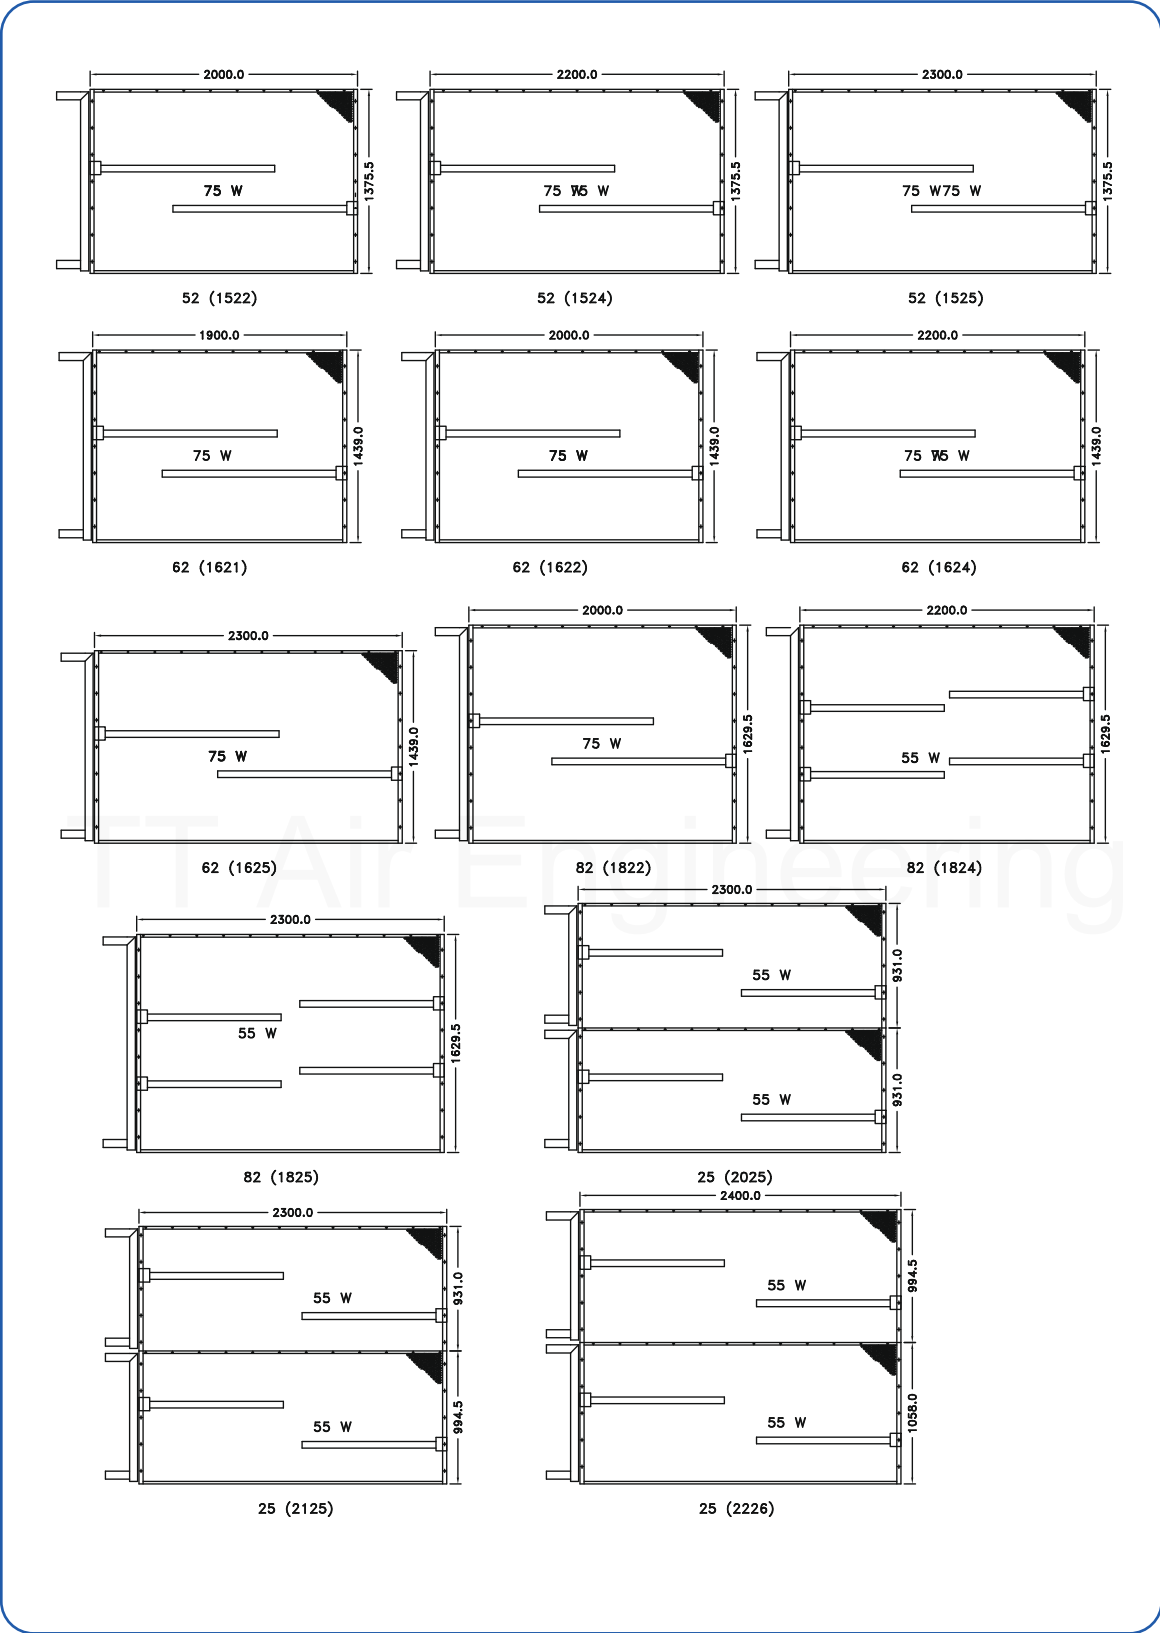 2000.0
1375.5
75 W
52 (1522)
2200.0
1375.5
75 W
75 W
52 (1524)
2300.0
1375.5
75 W
75 W
52 (1525)
1900.0
1439.0
75 W
62 (1621)
2000.0
1439.0
75 W
62 (1622)
2200.0
1439.0
75 W
75 W
62 (1624)
2300.0
1439.0
75 W
62 (1625)
2000.0
1629.5
75 W
82 (1822)
2200.0
1629.5
55 W
82 (1824)
TT Air Engineering
2300.0
1629.5
55 W
82 (1825)
2300.0
931.0
55 W
931.0
55 W
25 (2025)
2300.0
931.0
55 W
994.5
55 W
25 (2125)
2400.0
994.5
55 W
1058.0
55 W
25 (2226)